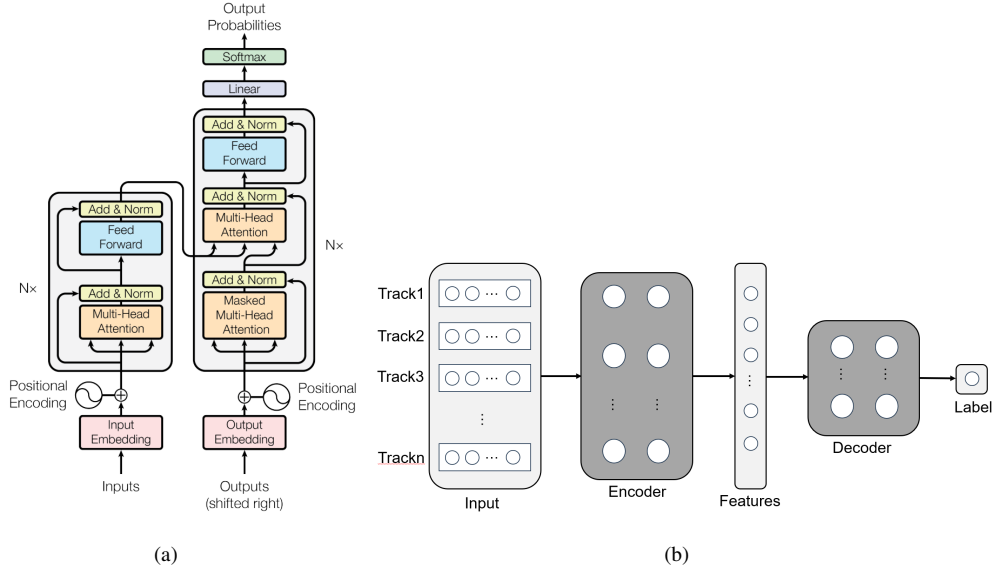 Output
Probabilities
Softmax
Linear
Add & Norm
Feed
Forward
Add & Norm
Multi-Head
Attention
Add & Norm
Masked
Multi-Head
Attention
N×
Add & Norm
Feed
Forward
Add & Norm
Multi-Head
Attention
N×
Positional
Encoding
Positional
Encoding
Input
Embedding
Output
Embedding
Inputs
Outputs
(shifted right)
(a)
Track1
Track2
Track3
Trackn
Input
Encoder
Features
Decoder
Label
(b)